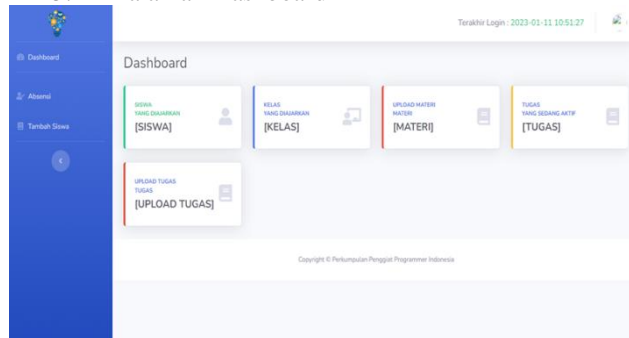 Terakhir Login : 2023-01-11 10:51:27
Dashboard
Absensi
Tambah Siswa
Dashboard
SISWA
YANG DIAJARKAN
[SISWA]
KELAS
YANG DIAJARKAN
[KELAS]
UPLOAD MATERI
MATERI
[MATERI]
TUGAS
YANG SEDANG AKTIF
[TUGAS]
UPLOAD TUGAS
TUGAS
[UPLOAD TUGAS]
Copyright © Perkumpulan Penggiat Programmer Indonesia